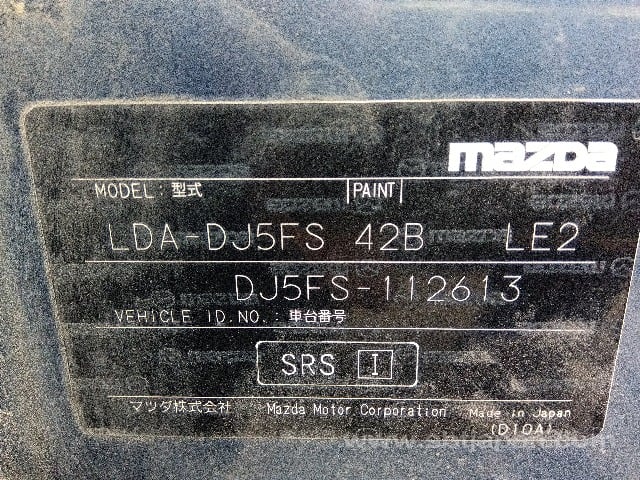 mazda
MODEL:型式 |PAINT|
LDA-DJ5FS 42B LE2
DJ5FS-112613
VEHICLE ID.NO.:車台番号
SRS I
マツダ株式会社 Mazda Motor Corporation Made in Japan
(D10A)